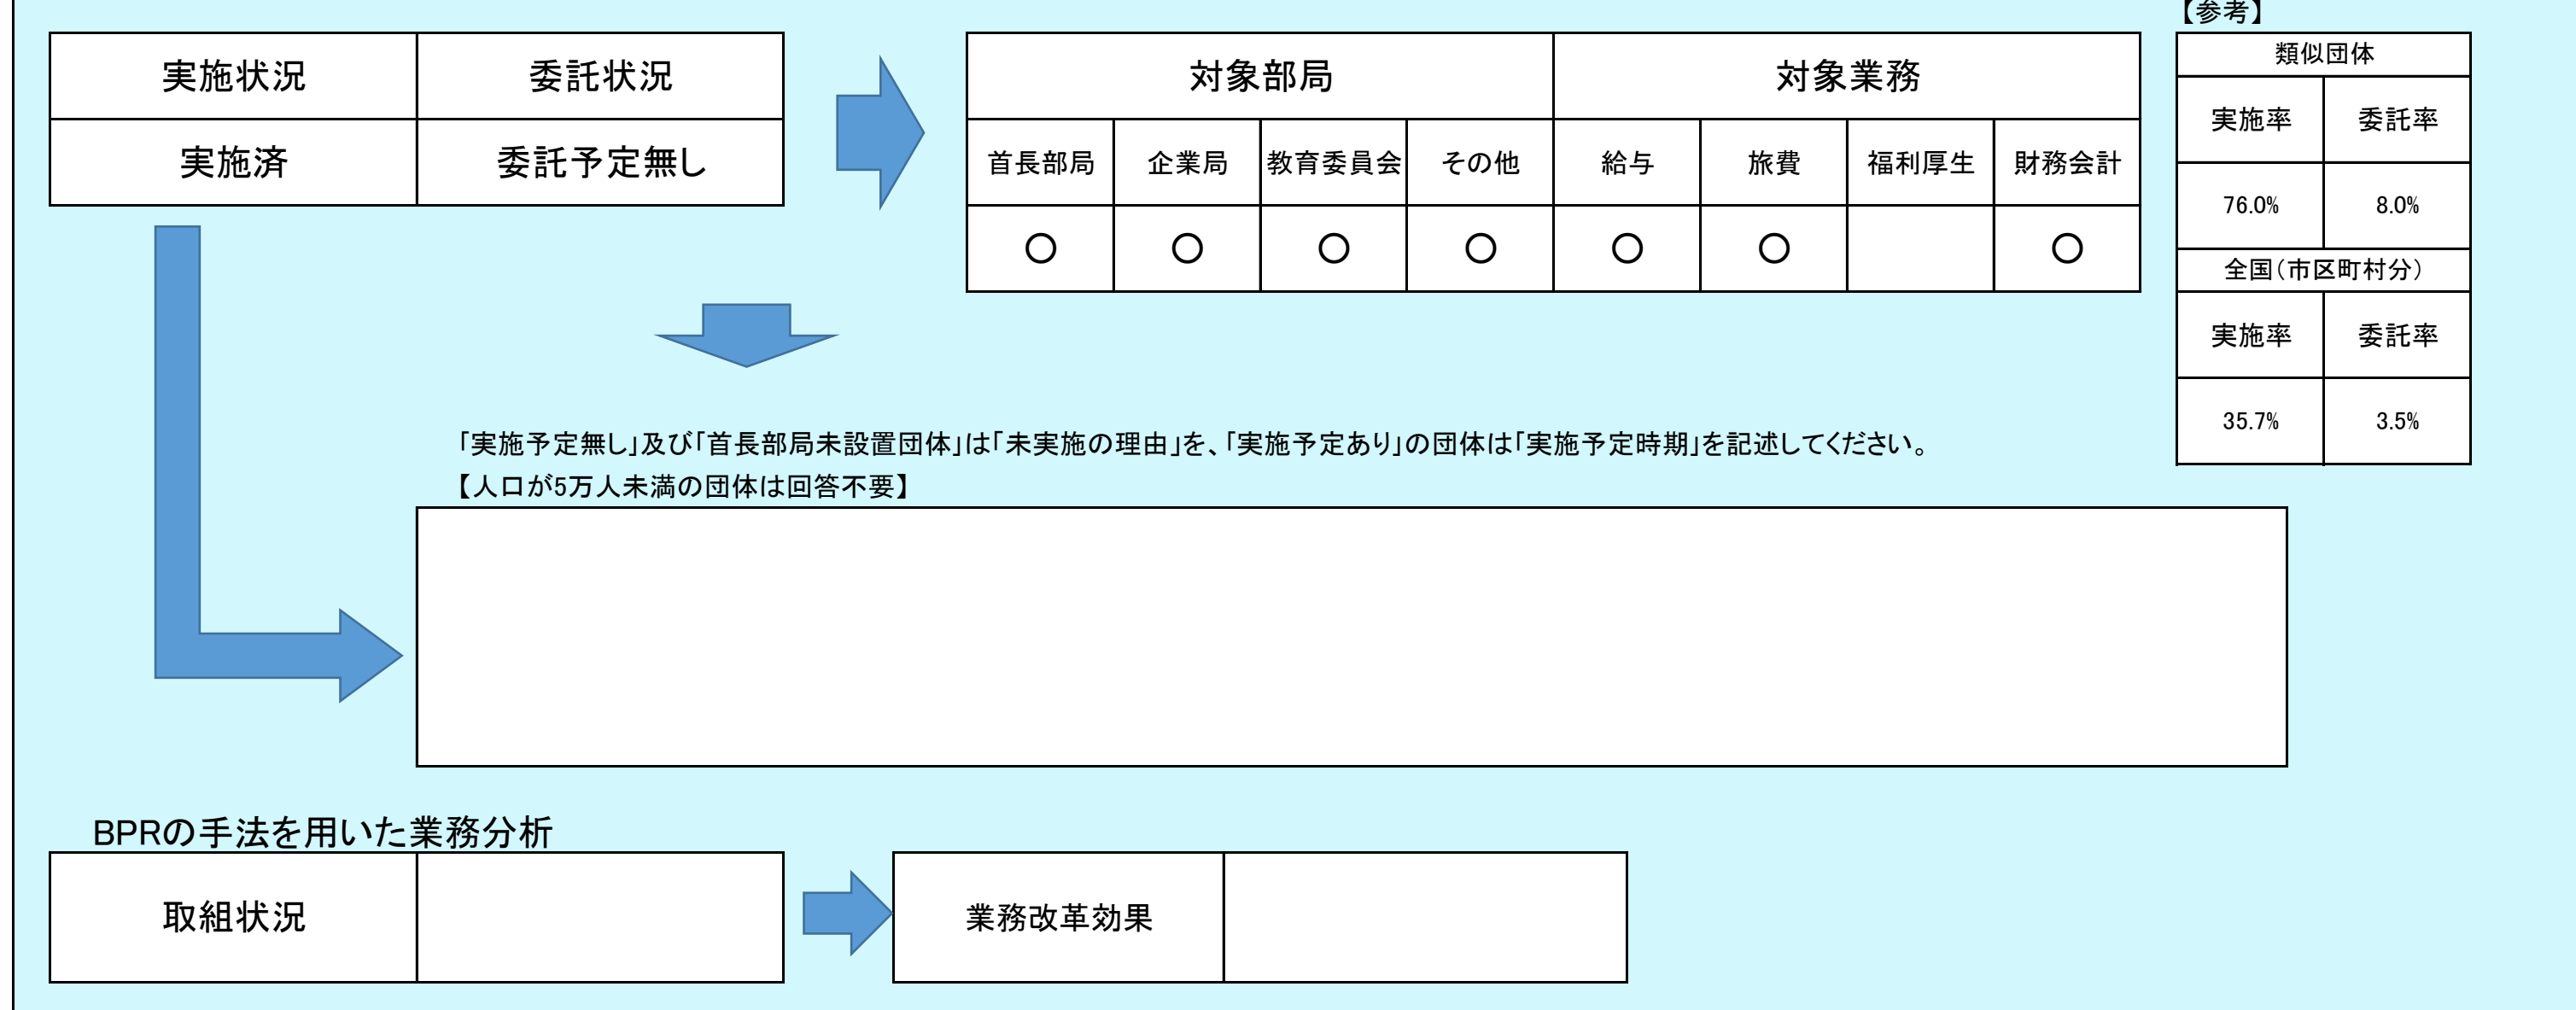 【参考】
実施状況 委託状況
実施済 委託予定無し
対象部局 対象業務
首長部局 企業局 教育委員会 その他 給与 旅費 福利厚生 財務会計
〇 〇 〇 〇 〇 〇 〇
類似団体
実施率 委託率
76.0% 8.0%
全国（市区町村分）
実施率 委託率
35.7% 3.5%
「実施予定無し」及び「首長部局未設置団体」は「未実施の理由」を、「実施予定あり」の団体は「実施予定時期」を記述してください。
【人口が5万人未満の団体は回答不要】
BPRの手法を用いた業務分析
取組状況
業務改革効果